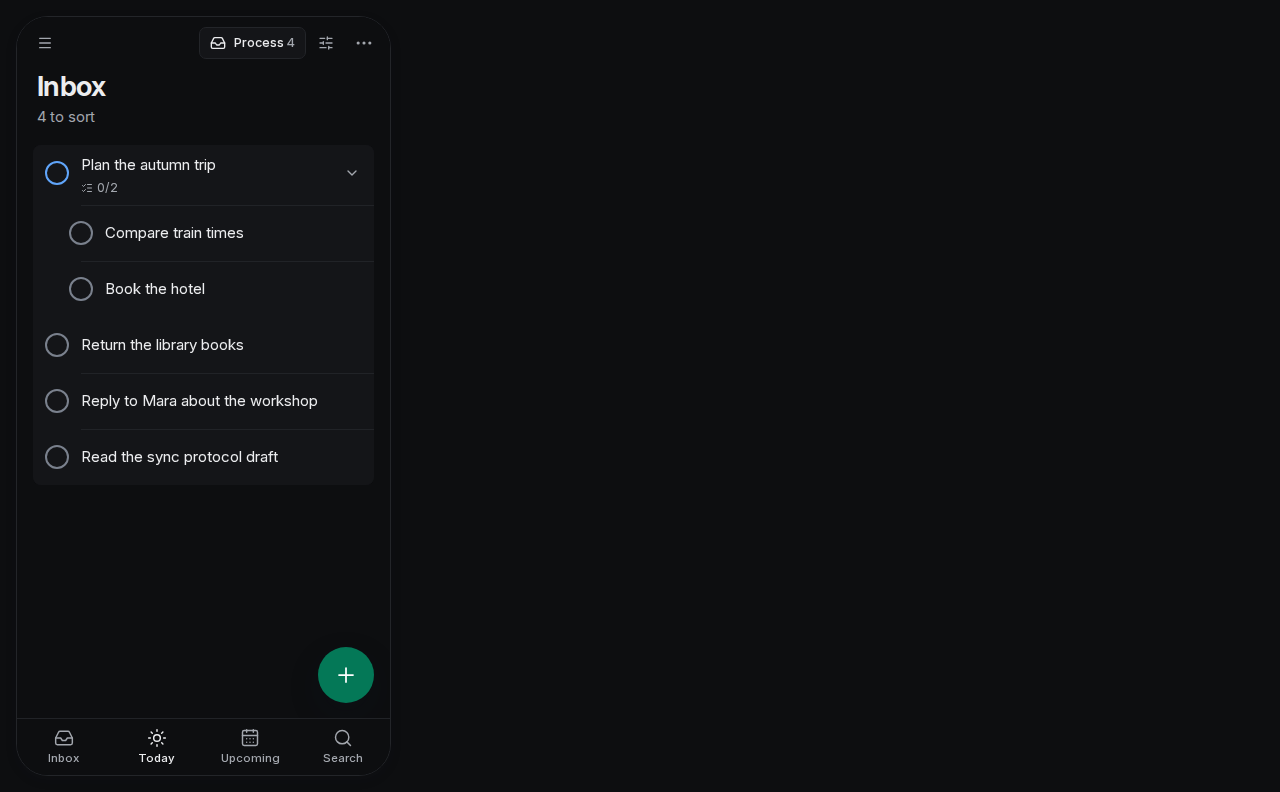 Process 4
Inbox
4 to sort
Plan the autumn trip
0/2
Compare train times
Book the hotel
Return the library books
Reply to Mara about the workshop
Read the sync protocol draft
Inbox
Today
Upcoming
Search